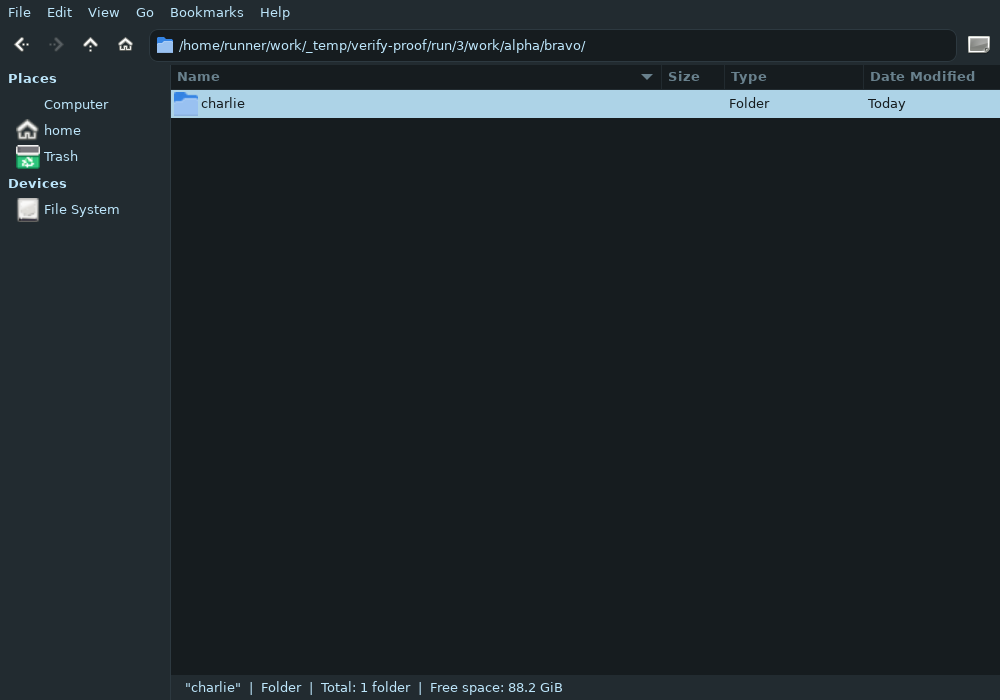 File Edit View Go Bookmarks Help
/home/runner/work/_temp/verify-proof/run/3/work/alpha/bravo/
Places
Computer
home
Trash
Devices
File System
Name Size Type Date Modified
charlie Folder Today
"charlie" | Folder | Total: 1 folder | Free space: 88.2 GiB